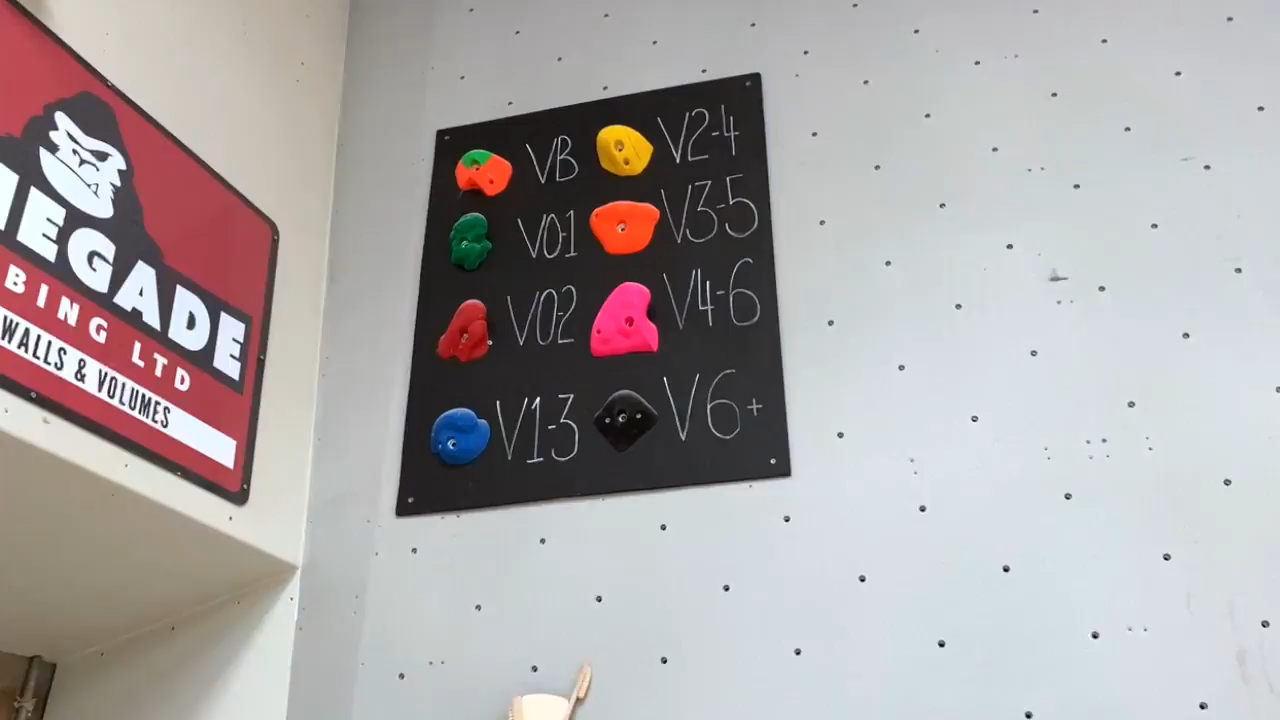 EGADE
BING LTD
WALLS & VOLUMES
VB
V2-4
V0-1
V3-5
V0-2
V4-6
V1-3
V6+